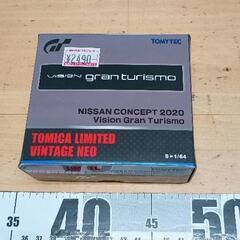 GT
TOMYTEC
¥2490
VISION gran turismo
NISSAN CONCEPT 2020
Vision Gran Turismo
TOMICA LIMITED
VINTAGE NEO
S=1/64
35 40 45 50